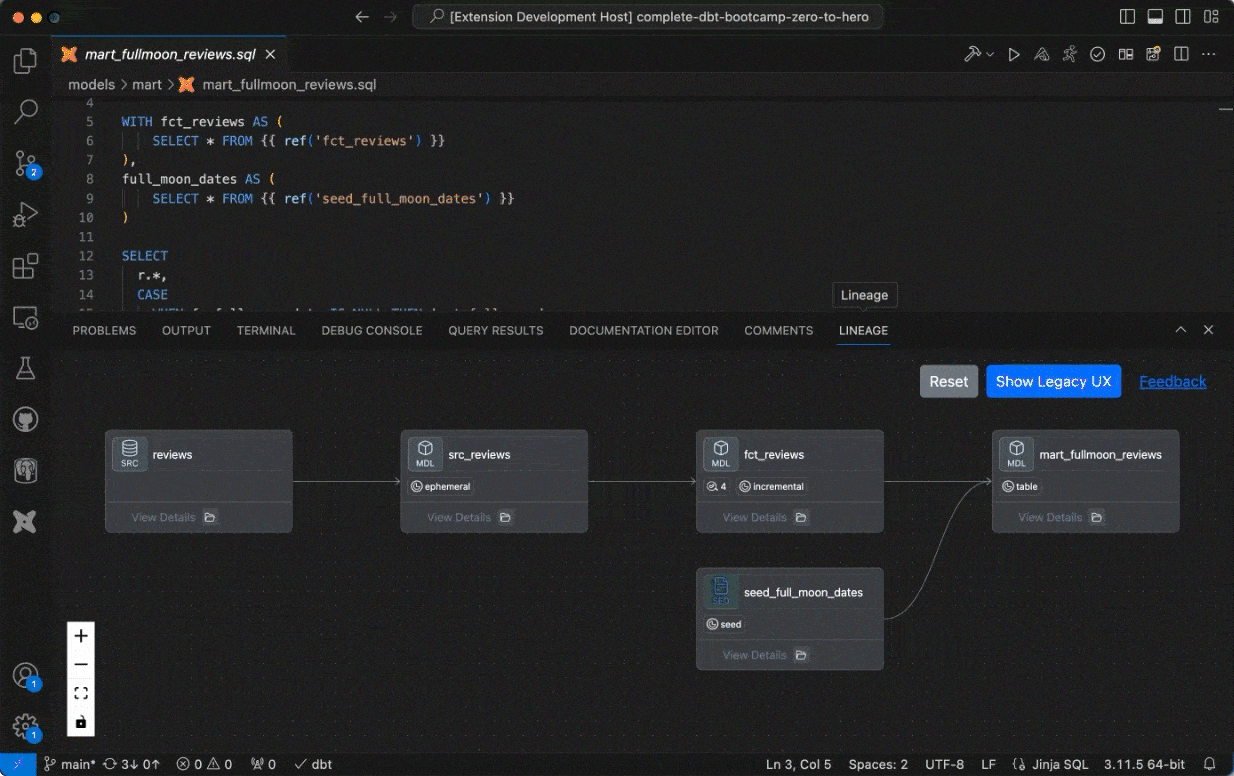 [Extension Development Host] complete-dbt-bootcamp-zero-to-hero
mart_fullmoon_reviews.sql
models > mart > mart_fullmoon_reviews.sql
4
5 WITH fct_reviews AS (
6 SELECT * FROM {{ ref('fct_reviews') }}
7 ),
8 full_moon_dates AS (
9 SELECT * FROM {{ ref('seed_full_moon_dates') }}
10 )
11
12 SELECT
13 r.*,
14 CASE
Lineage
PROBLEMS OUTPUT TERMINAL DEBUG CONSOLE QUERY RESULTS DOCUMENTATION EDITOR COMMENTS LINEAGE
Reset Show Legacy UX Feedback
SRC reviews
View Details
MDL src_reviews
ephemeral
View Details
MDL fct_reviews
4 incremental
View Details
MDL mart_fullmoon_reviews
table
View Details
SED seed_full_moon_dates
seed
View Details
2
1
1
main* 3↓ 0↑ 0 0 0 dbt Ln 3, Col 5 Spaces: 2 UTF-8 LF Jinja SQL 3.11.5 64-bit